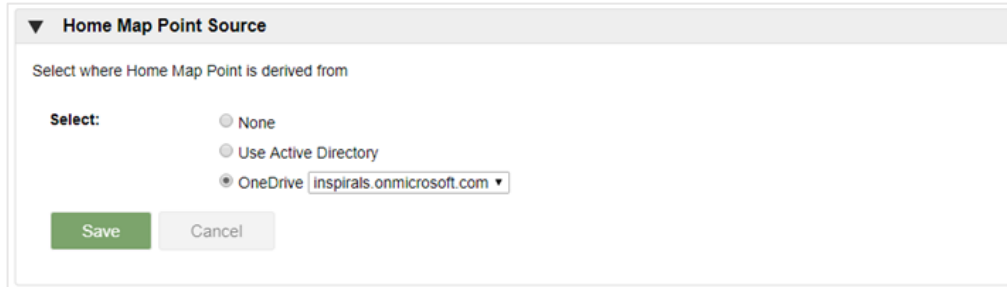 Home Map Point Source
Select where Home Map Point is derived from
Select:
None
Use Active Directory
OneDrive inspirals.onmicrosoft.com
Save Cancel